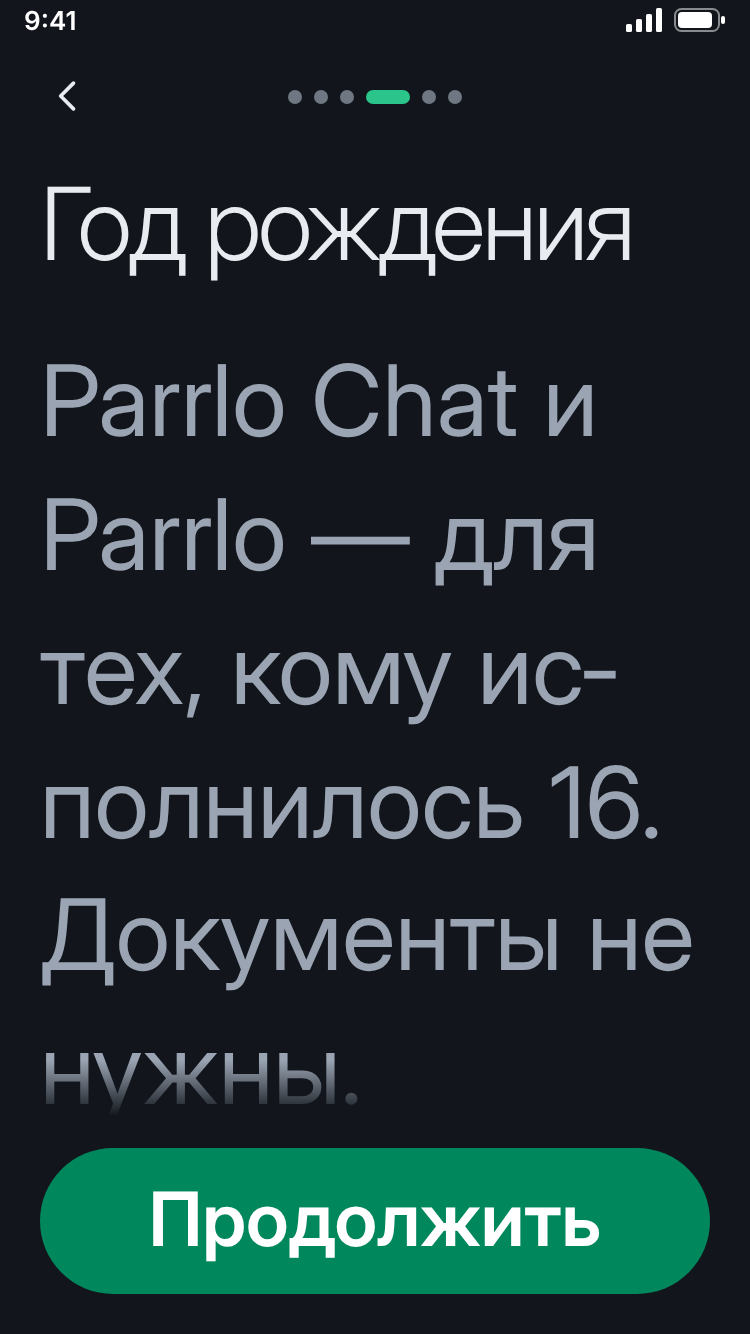 9:41
Год рождения
Parrlo Chat и
Parrlo — для
тех, кому ис-
полнилось 16.
Документы не
нужны.
Продолжить